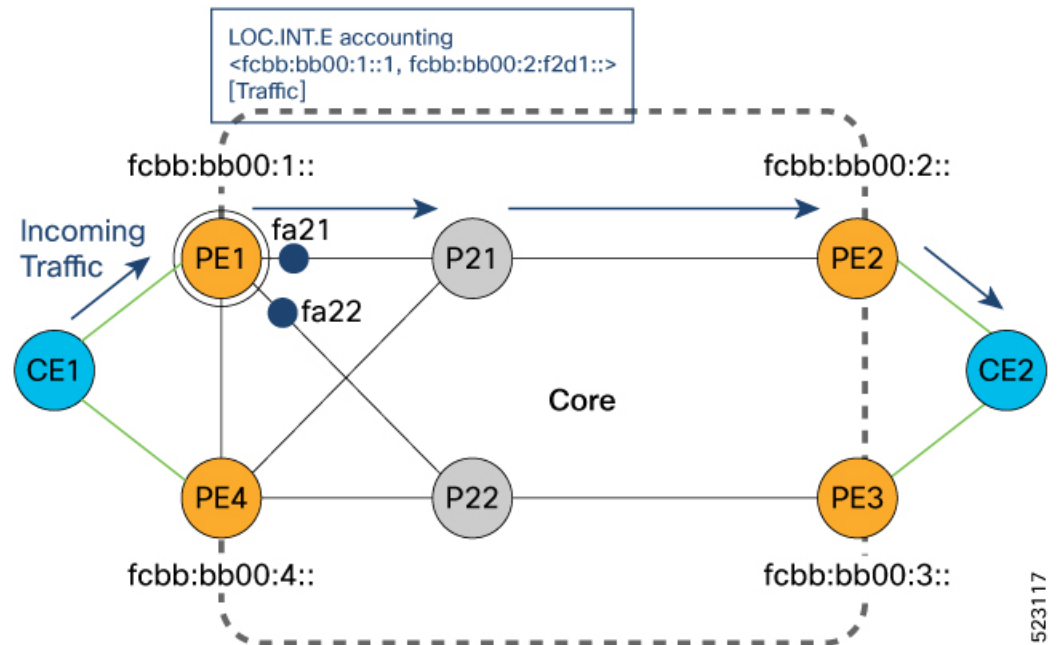 LOC.INT.E accounting
<fcbb:bb00:1::1, fcbb:bb00:2:f2d1::>
[Traffic]
fcbb:bb00:1::
fcbb:bb00:2::
Incoming
Traffic
PE1
fa21
P21
PE2
fa22
CE1
CE2
Core
PE4
P22
PE3
fcbb:bb00:4::
fcbb:bb00:3::
523117